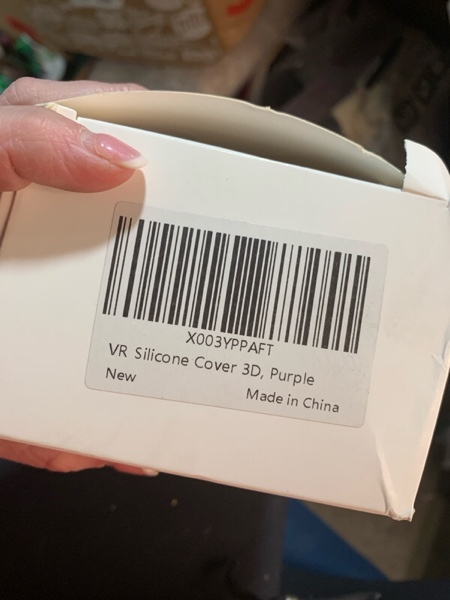 X003YPPAFT
VR Silicone Cover 3D, Purple
New
Made in China